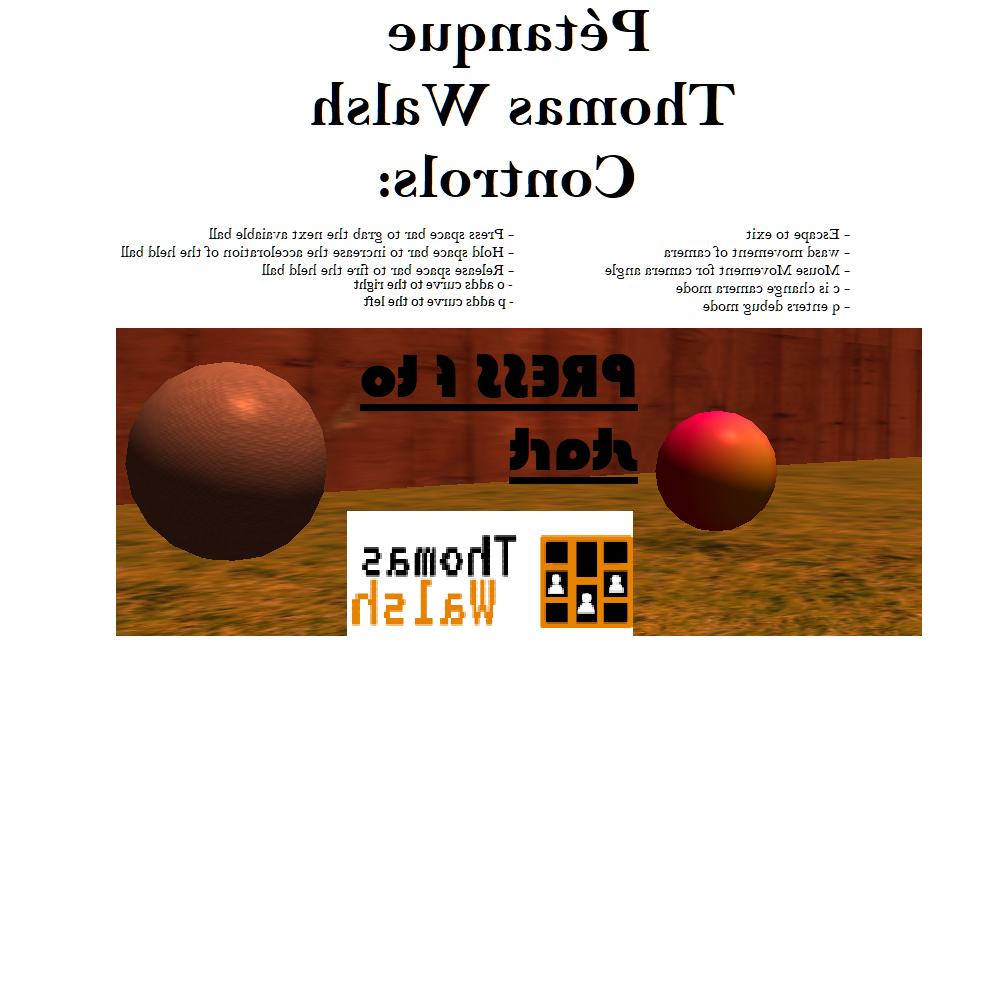 Pétanque
Thomas Walsh
Controls:
- Escape to exit
- wasd movement of camera
- Mouse Movement for camera angle
- c is change camera mode
- q enters debug mode
- Press space bar to grab the next avaiable ball
- Hold space bar to increase the acceleration of the held ball
- Release space bar to fire the held ball
- o adds curve to the right
- p adds curve to the left
PRESS f to
start
Thomas
Walsh